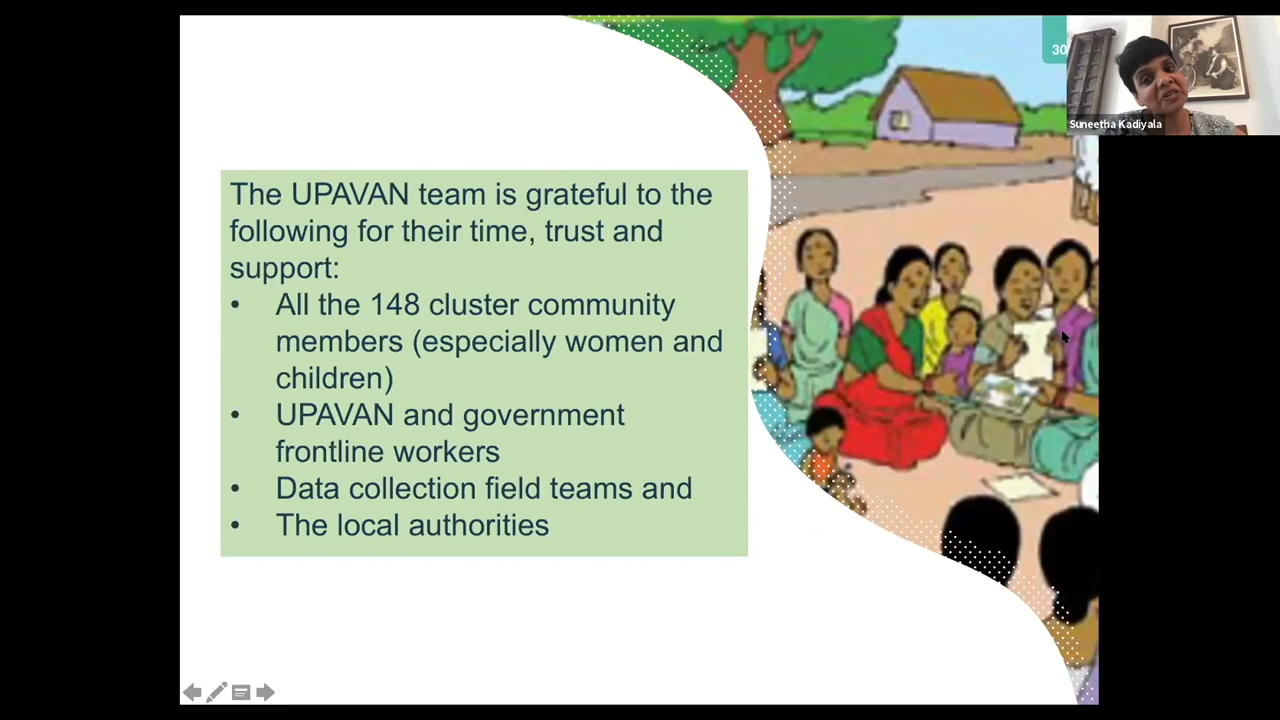 30
Suneetha Kadiyala
The UPAVAN team is grateful to the
following for their time, trust and
support:
• All the 148 cluster community
members (especially women and
children)
• UPAVAN and government
frontline workers
• Data collection field teams and
• The local authorities